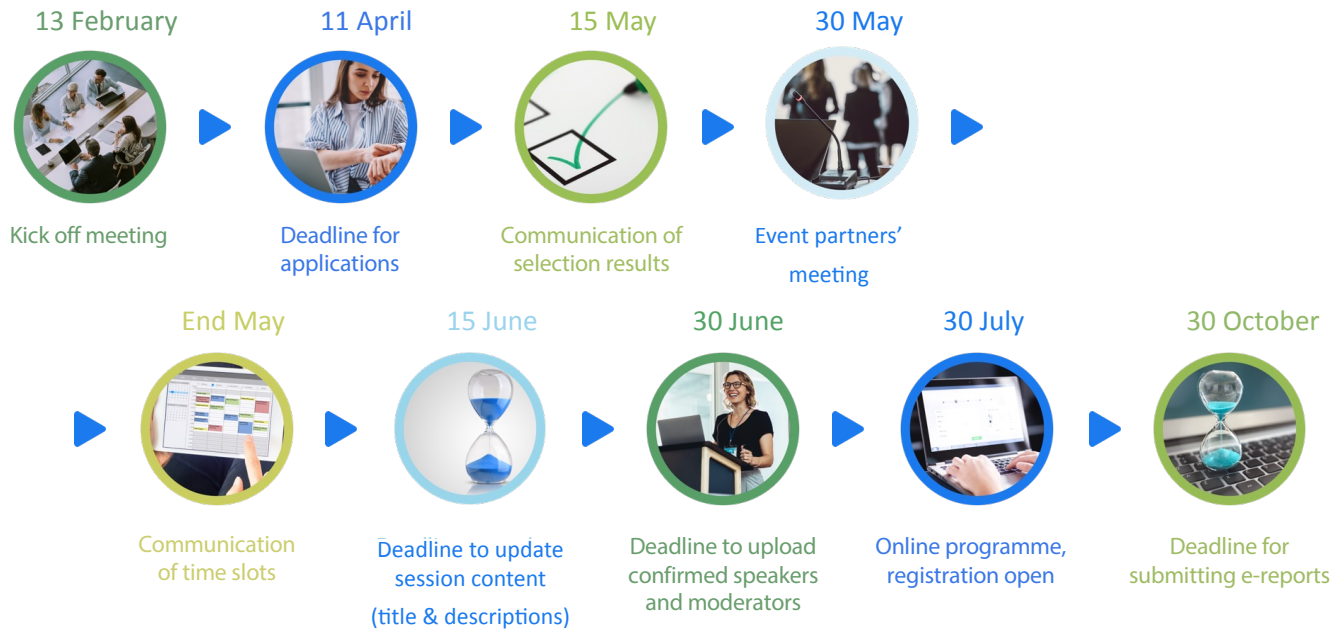 13 February
11 April
15 May
30 May
Kick off meeting
Deadline for
applications
Communication of
selection results
Event partners’
meeting
End May
15 June
30 June
30 July
30 October
Communication
of time slots
Deadline to update
session content
(title & descriptions)
Deadline to upload
confirmed speakers
and moderators
Online programme,
registration open
Deadline for
submitting e-reports